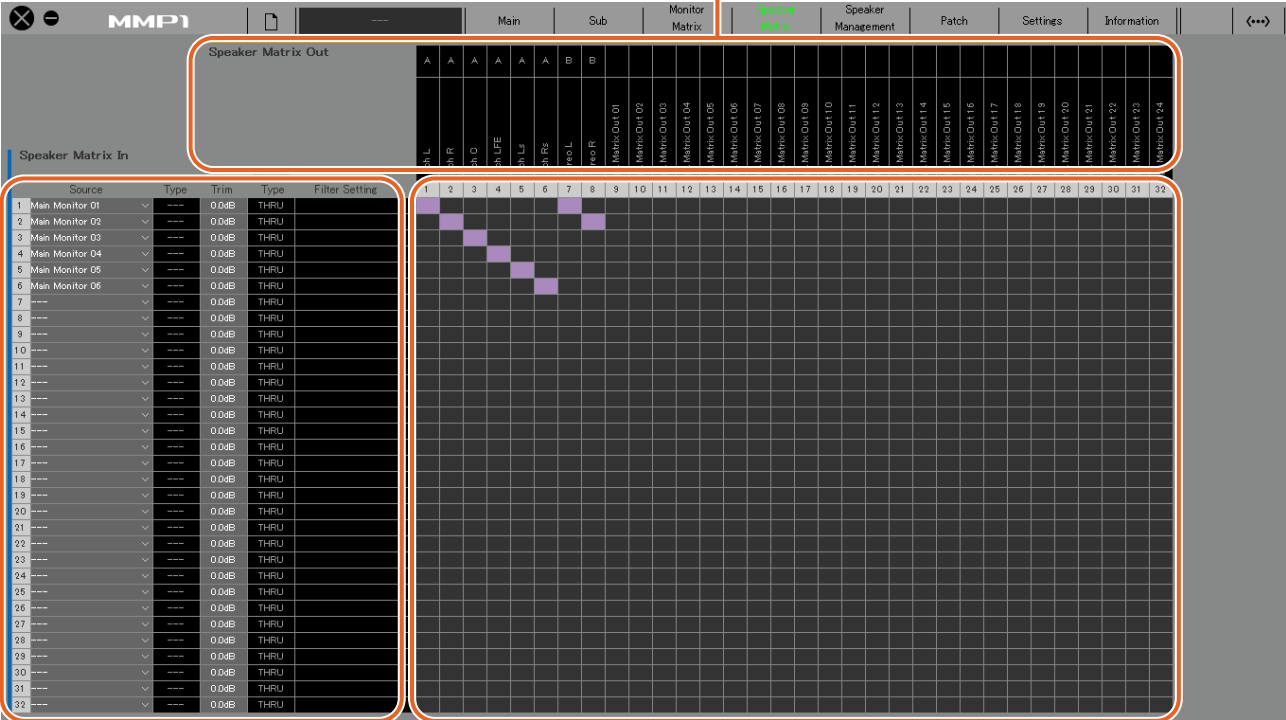 MMP1 --- Main Sub Monitor Matrix Speaker Matrix Speaker Management Patch Settings Information
Speaker Matrix Out
A A A A A A B B
ch L ch R ch C ch LFE ch Ls ch Rs reo L reo R Matrix Out 01 Matrix Out 02 Matrix Out 03 Matrix Out 04 Matrix Out 05 Matrix Out 06 Matrix Out 07 Matrix Out 08 Matrix Out 09 Matrix Out 10 Matrix Out 11 Matrix Out 12 Matrix Out 13 Matrix Out 14 Matrix Out 15 Matrix Out 16 Matrix Out 17 Matrix Out 18 Matrix Out 19 Matrix Out 20 Matrix Out 21 Matrix Out 22 Matrix Out 23 Matrix Out 24
Speaker Matrix In
Source Type Trim Type Filter Setting 1 2 3 4 5 6 7 8 9 10 11 12 13 14 15 16 17 18 19 20 21 22 23 24 25 26 27 28 29 30 31 32
1 Main Monitor 01 --- 0.0dB THRU
2 Main Monitor 02 --- 0.0dB THRU
3 Main Monitor 03 --- 0.0dB THRU
4 Main Monitor 04 --- 0.0dB THRU
5 Main Monitor 05 --- 0.0dB THRU
6 Main Monitor 06 --- 0.0dB THRU
7 --- --- 0.0dB THRU
8 --- --- 0.0dB THRU
9 --- --- 0.0dB THRU
10 --- --- 0.0dB THRU
11 --- --- 0.0dB THRU
12 --- --- 0.0dB THRU
13 --- --- 0.0dB THRU
14 --- --- 0.0dB THRU
15 --- --- 0.0dB THRU
16 --- --- 0.0dB THRU
17 --- --- 0.0dB THRU
18 --- --- 0.0dB THRU
19 --- --- 0.0dB THRU
20 --- --- 0.0dB THRU
21 --- --- 0.0dB THRU
22 --- --- 0.0dB THRU
23 --- --- 0.0dB THRU
24 --- --- 0.0dB THRU
25 --- --- 0.0dB THRU
26 --- --- 0.0dB THRU
27 --- --- 0.0dB THRU
28 --- --- 0.0dB THRU
29 --- --- 0.0dB THRU
30 --- --- 0.0dB THRU
31 --- --- 0.0dB THRU
32 --- --- 0.0dB THRU